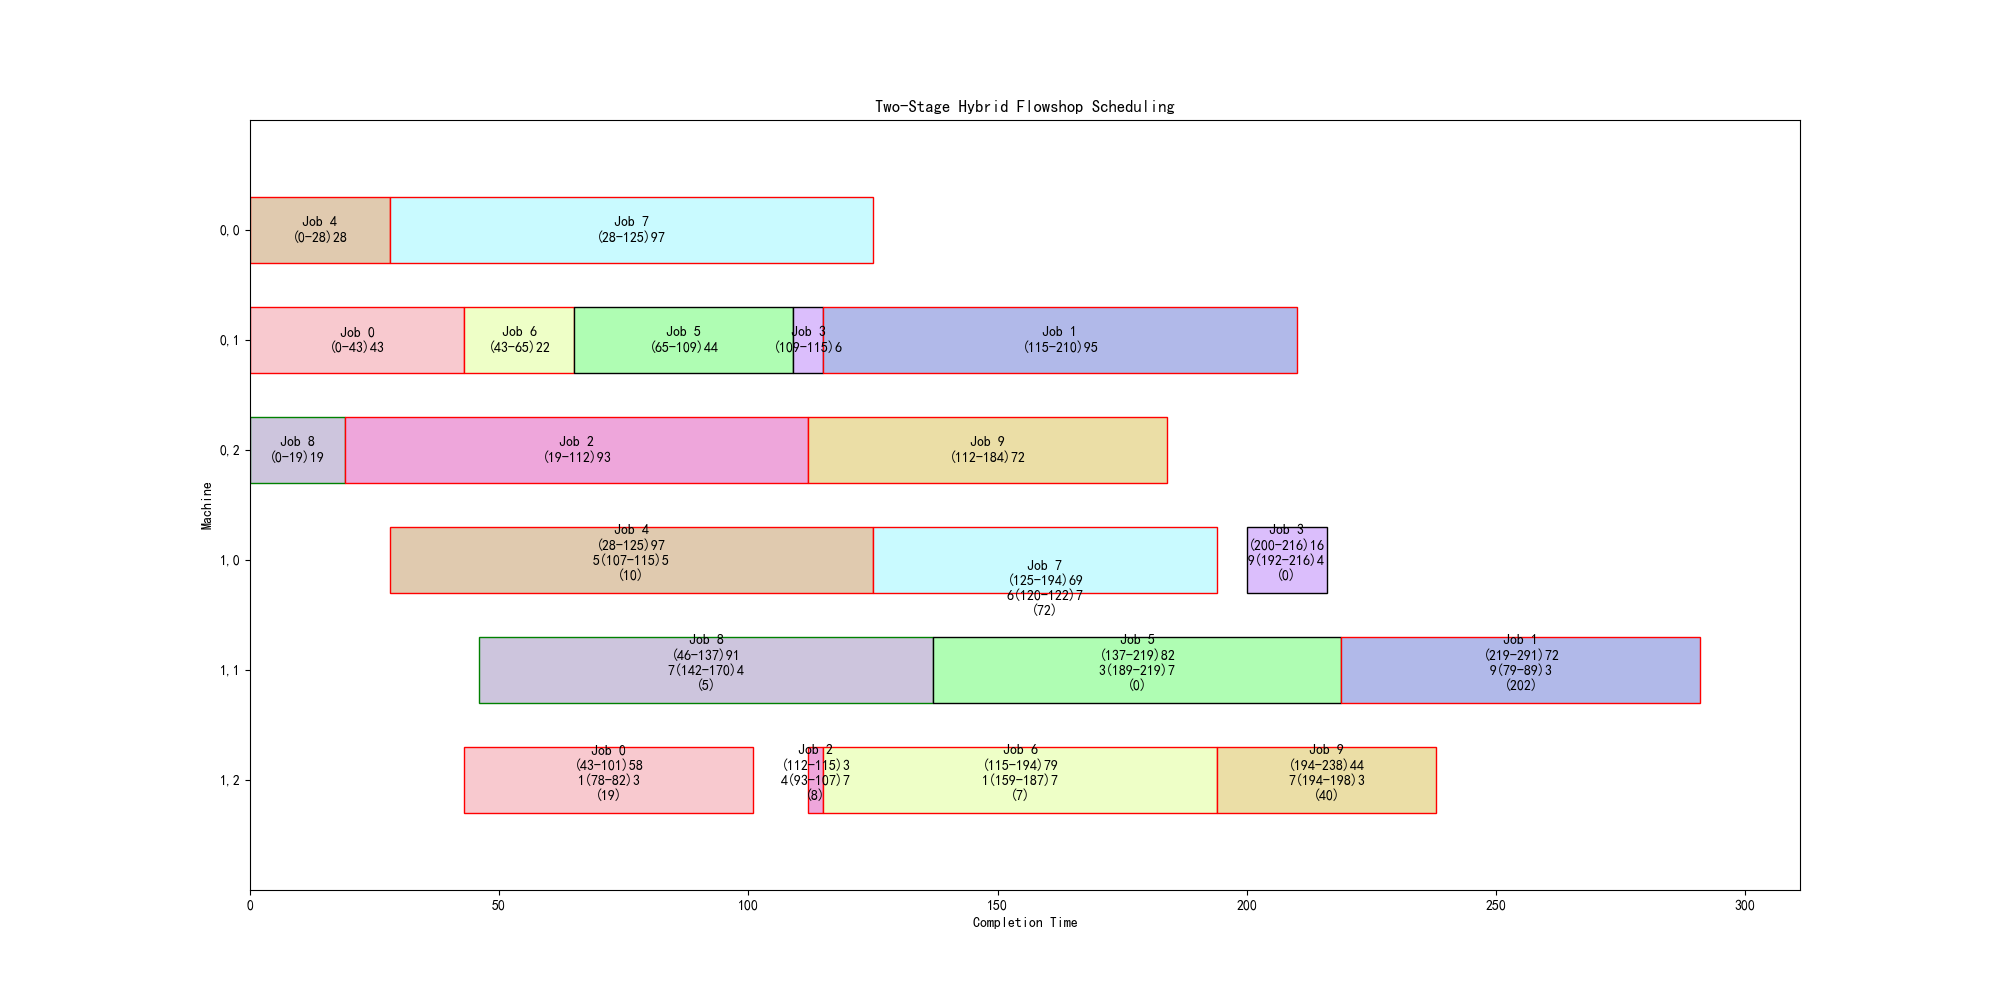 Two-Stage Hybrid Flowshop Scheduling
0,0
Job 4
(0-28)28
Job 7
(28-125)97
0,1
Job 0
(0-43)43
Job 6
(43-65)22
Job 5
(65-109)44
Job 3
(109-115)6
Job 1
(115-210)95
0,2
Job 8
(0-19)19
Job 2
(19-112)93
Job 9
(112-184)72
Machine
1,0
Job 4
(28-125)97
5(107-115)5
(10)
Job 7
(125-194)69
6(120-122)7
(72)
Job 3
(200-216)16
9(192-216)4
(0)
1,1
Job 8
(46-137)91
7(142-170)4
(5)
Job 5
(137-219)82
3(189-219)7
(0)
Job 1
(219-291)72
9(79-89)3
(202)
1,2
Job 0
(43-101)58
1(78-82)3
(19)
Job 2
(112-115)3
4(93-107)7
(8)
Job 6
(115-194)79
1(159-187)7
(7)
Job 9
(194-238)44
7(194-198)3
(40)
0
50
100
150
200
250
300
Completion Time